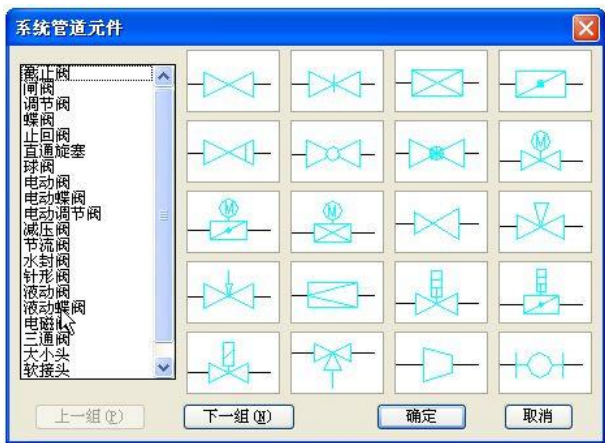 系统管道元件
截止阀
闸阀
调节阀
蝶阀
止回阀
直通旋塞
球阀
电动阀
电动蝶阀
电动调节阀
减压阀
节流阀
水封阀
针形阀
液动阀
液动蝶阀
电磁
三通阀
大小头
软接头
M
M
M
上一组(P)
下一组(N)
确定
取消